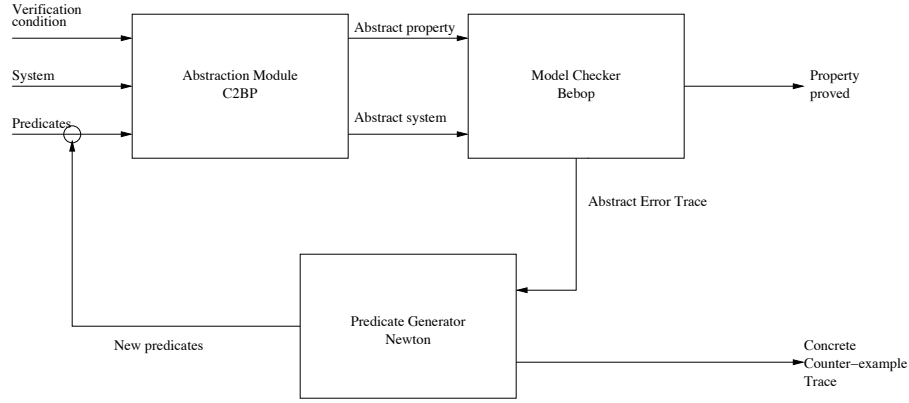 Verification
condition
Abstract property
System
Abstraction Module
C2BP
Model Checker
Bebop
Property
proved
Predicates
Abstract system
Abstract Error Trace
Predicate Generator
Newton
New predicates
Concrete
Counter−example
Trace